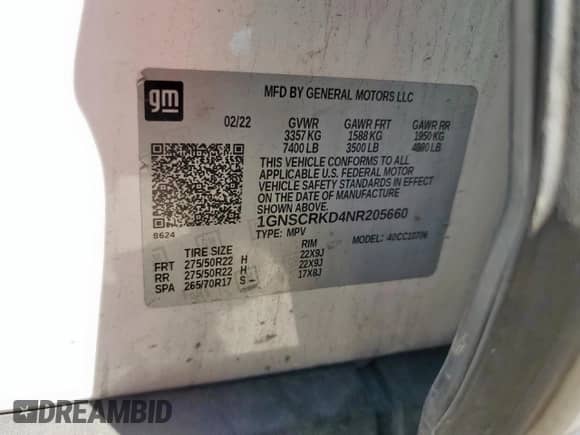 gm
MFD BY GENERAL MOTORS LLC
02/22 GVWR GAWR FRT GAWR RR
3357 KG 1588 KG 1950 KG
7400 LB 3500 LB 4300 LB
THIS VEHICLE CONFORMS TO ALL
APPLICABLE U.S. FEDERAL MOTOR
VEHICLE SAFETY STANDARDS IN EFFECT
ON THE DATE OF MANUFACTURE
SHOWN ABOVE.
1GNSCRKD4NR205660
8624
TYPE: MPV MODEL:
TIRE SIZE RIM
FRT 275/50R22 H 22X9J
RR 275/50R22 H 22X9J
SPA 265/70R17 S 17X8J
DREAMBID